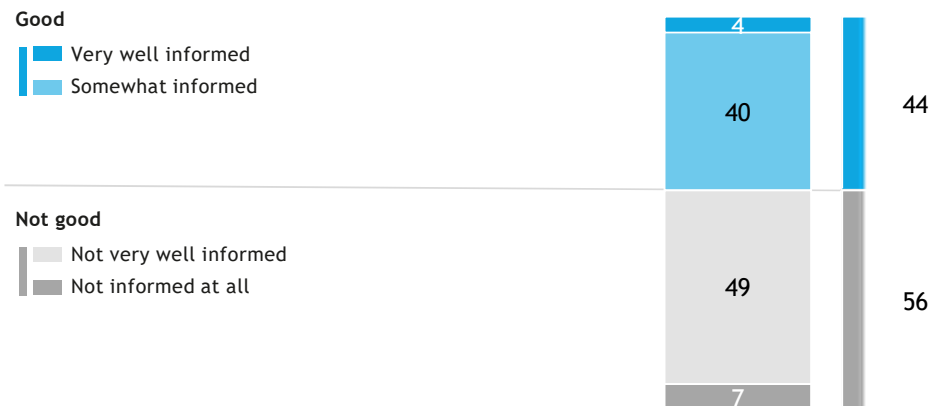 Good
Very well informed
Somewhat informed
4
40
44
Not good
Not very well informed
Not informed at all
49
56
7